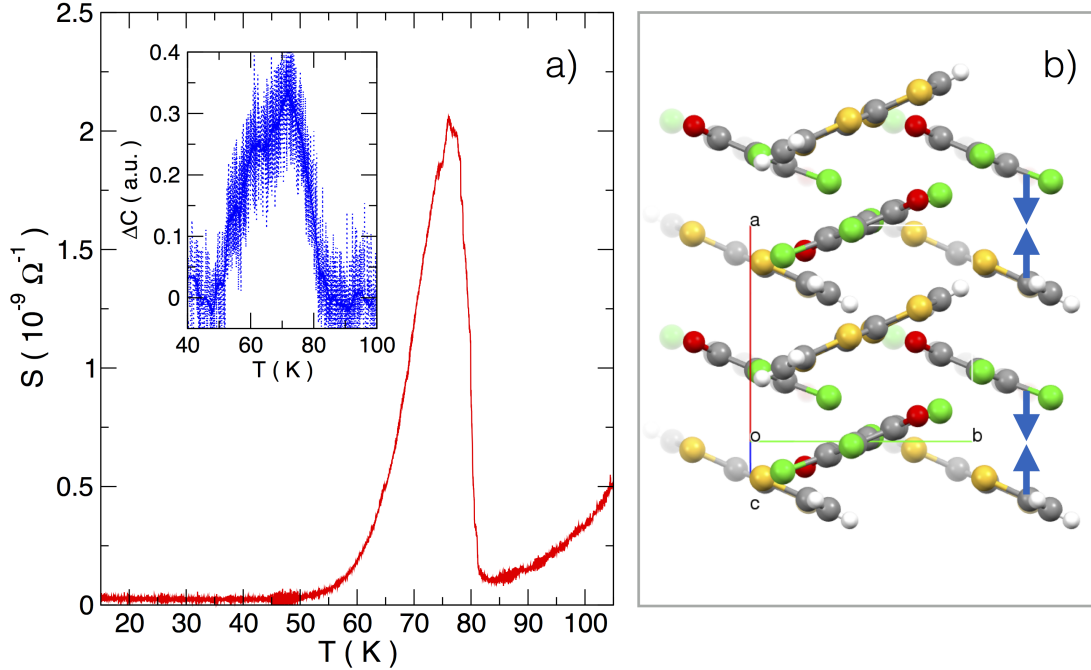 a)
2.5
2
1.5
1
0.5
0
S ( 10⁻⁹ Ω⁻¹ )
20 30 40 50 60 70 80 90 100
T ( K )
0.4
0.3
0.2
0.1
0
ΔC ( a.u. )
40 60 80 100
T ( K )
b)
a
o
b
c